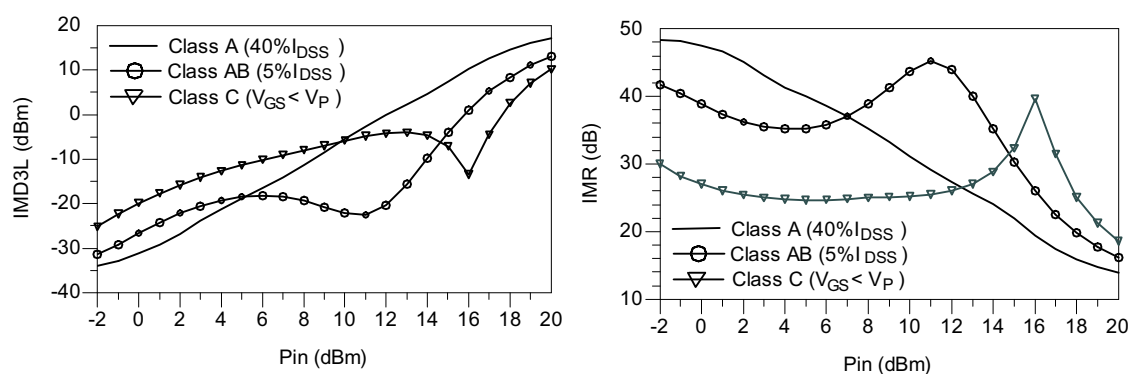 20
10
0
-10
-20
-30
-40
IMD3L (dBm)
Class A (40%IDSS )
Class AB (5%IDSS )
Class C (VGS< VP )
-2 0 2 4 6 8 10 12 14 16 18 20
Pin (dBm)
50
40
30
20
10
IMR (dB)
Class A (40%IDSS )
Class AB (5%IDSS )
Class C (VGS< VP )
-2 0 2 4 6 8 10 12 14 16 18 20
Pin (dBm)